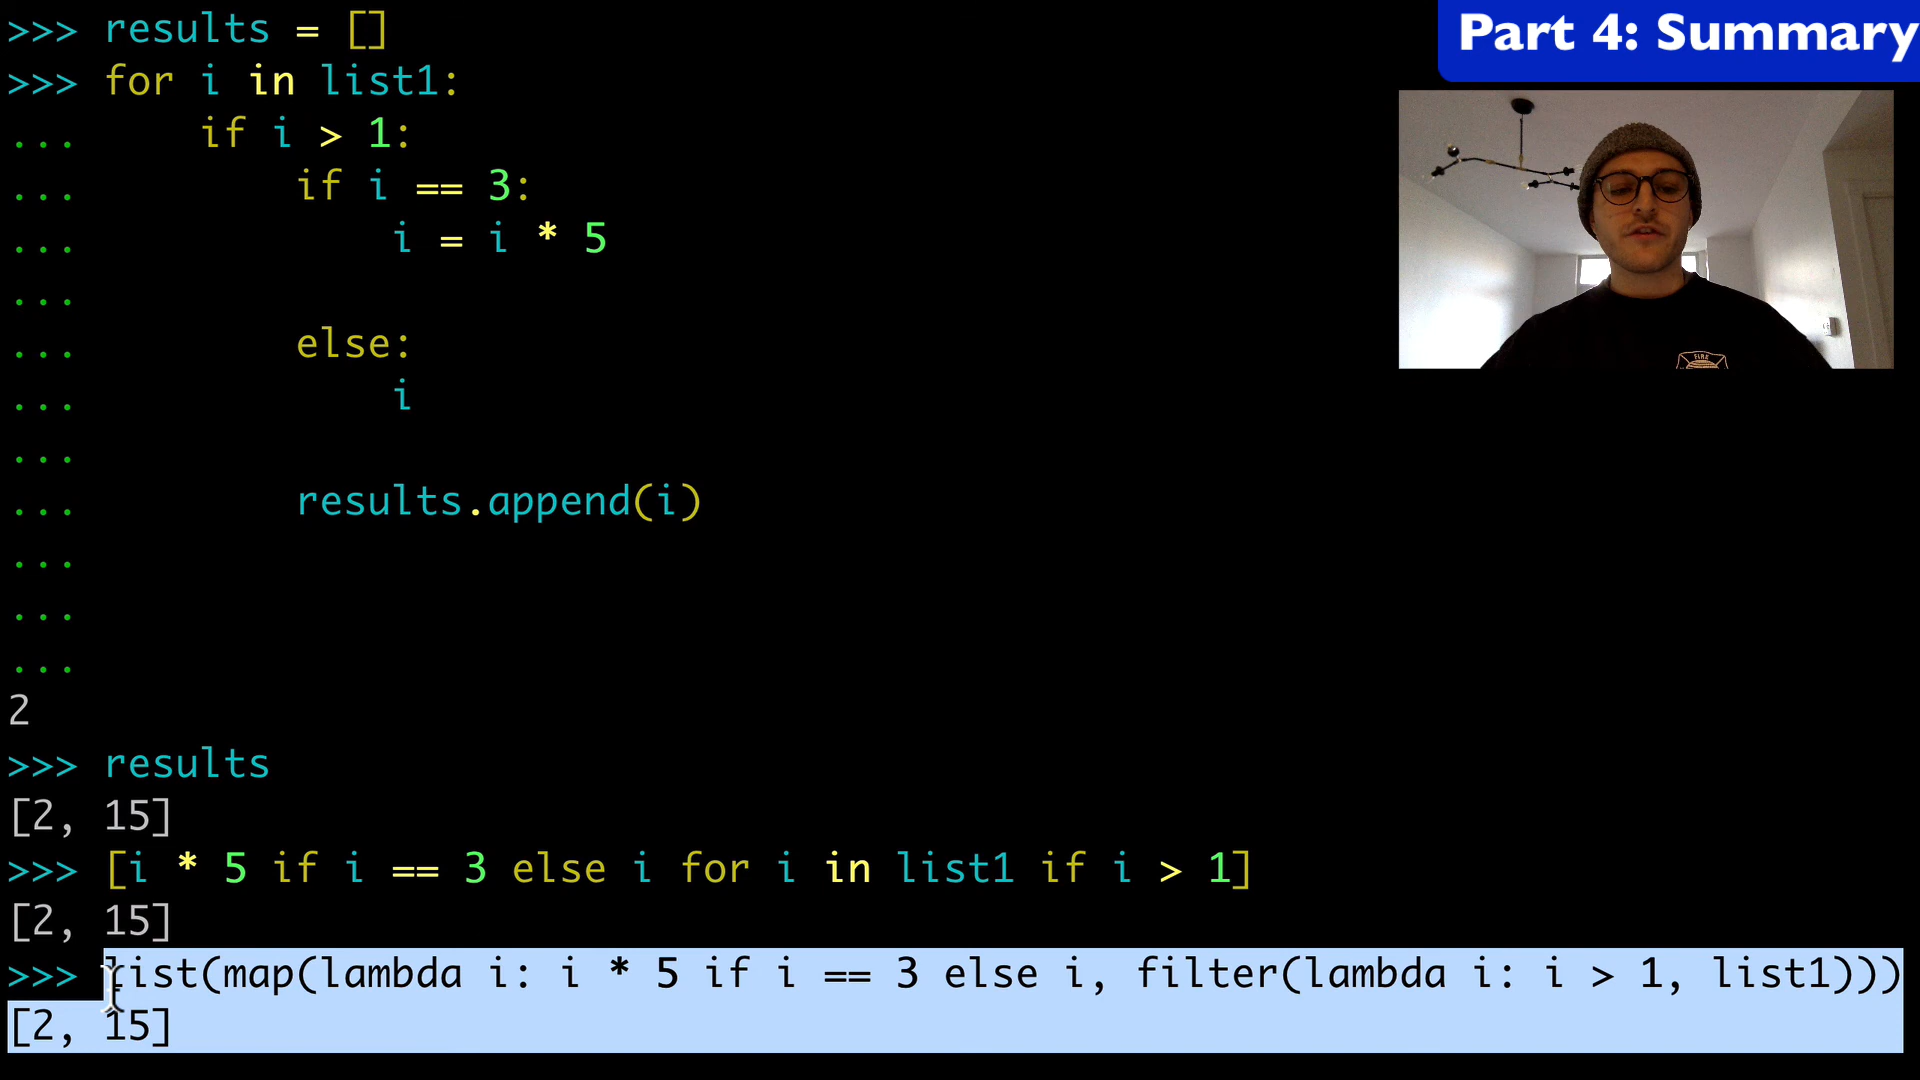 >>> results = []
>>> for i in list1:
...     if i > 1:
...         if i == 3:
...             i = i * 5
...
...         else:
...             i
...
...         results.append(i)
...
...
...
2
>>> results
[2, 15]
>>> [i * 5 if i == 3 else i for i in list1 if i > 1]
[2, 15]
>>> list(map(lambda i: i * 5 if i == 3 else i, filter(lambda i: i > 1, list1)))
[2, 15]
Part 4: Summary
FIRE